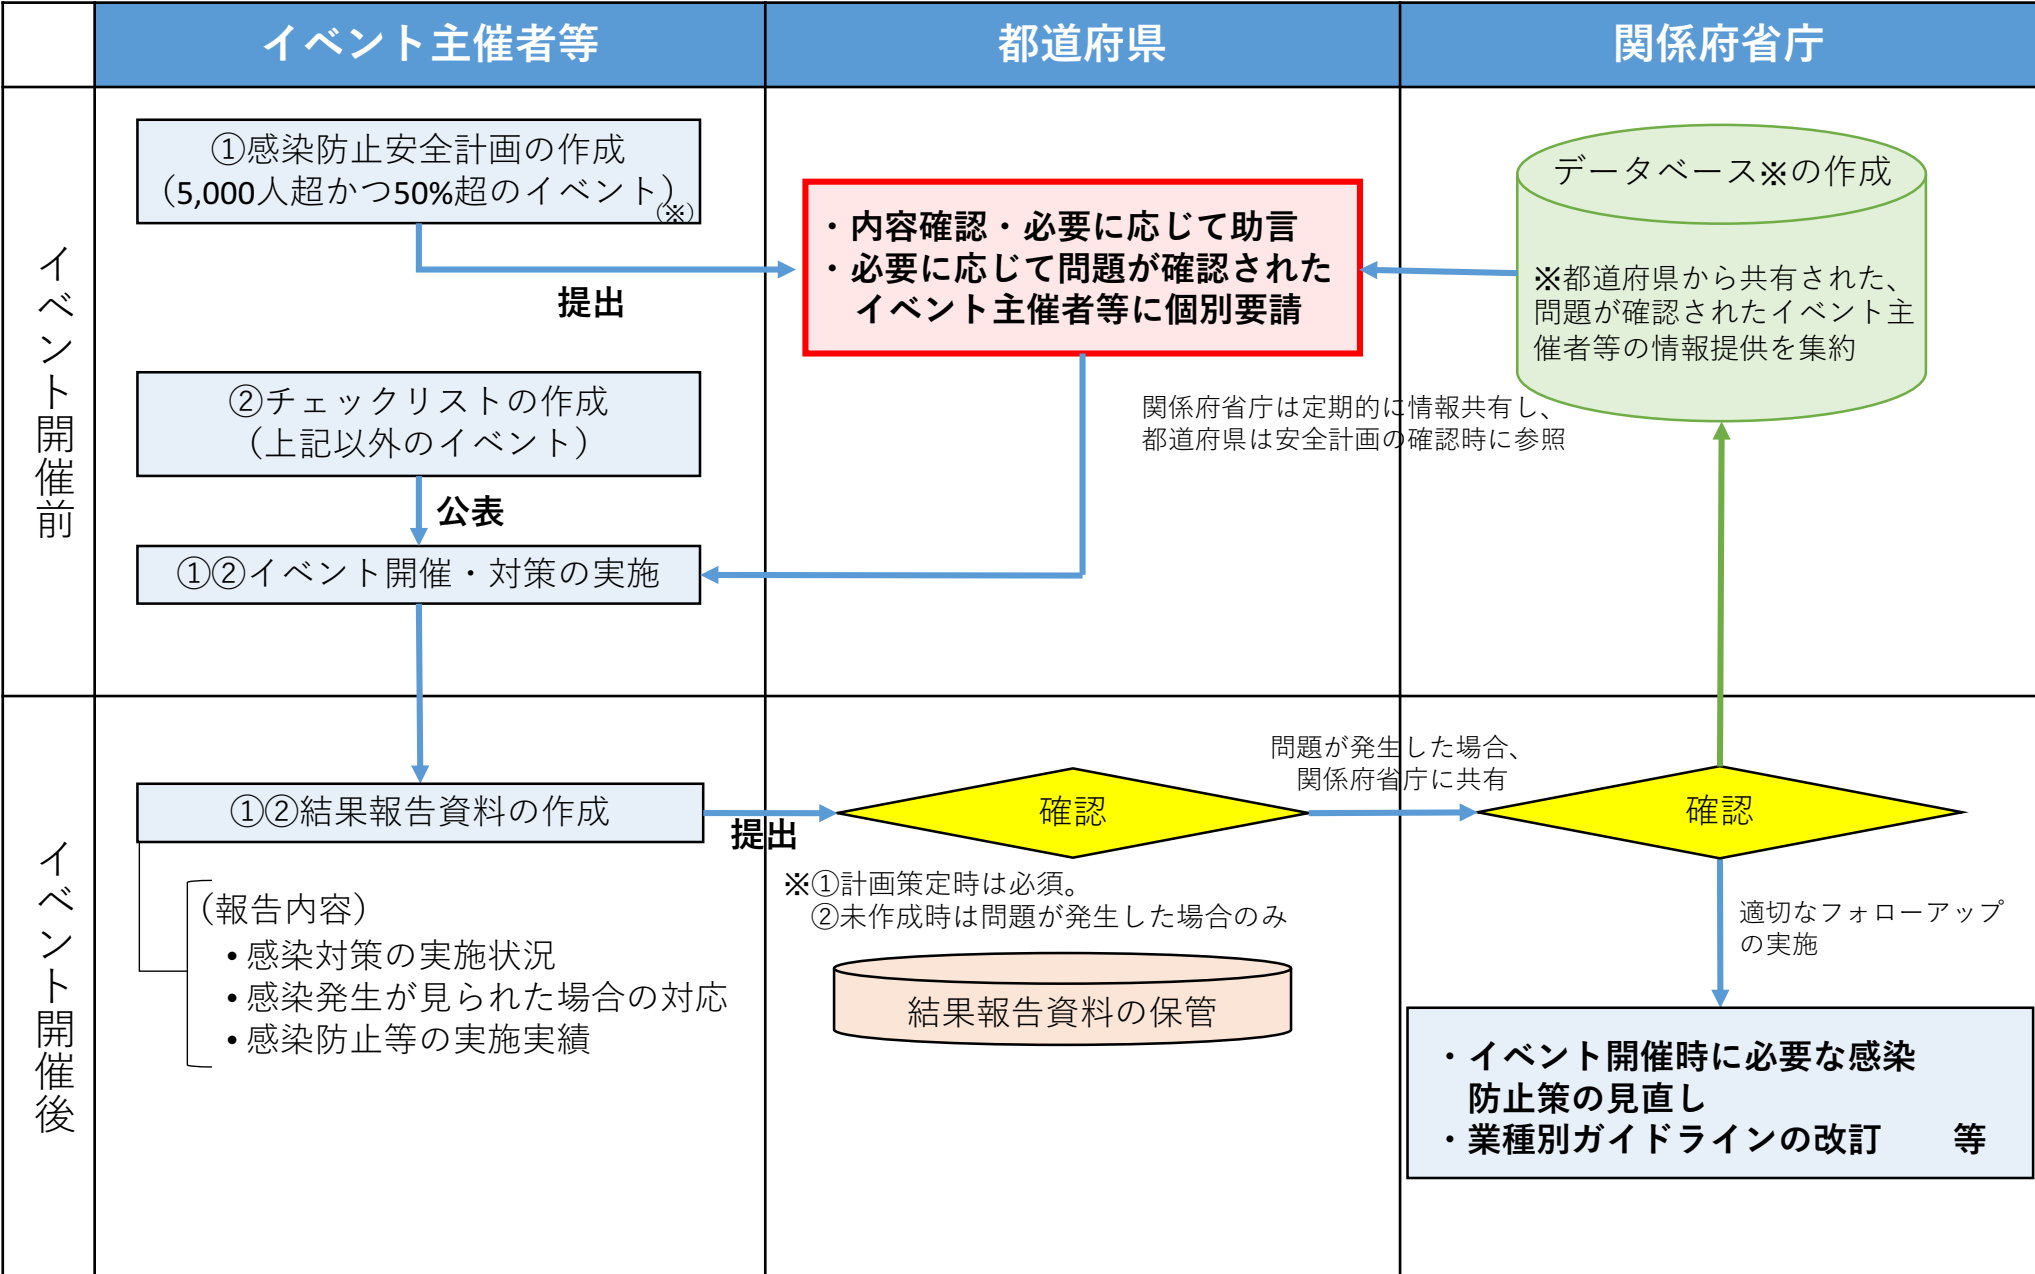 イベント主催者等
都道府県
関係府省庁
イベント開催前
①感染防止安全計画の作成
（5,000人超かつ50%超のイベント）
（※）
提出
②チェックリストの作成
（上記以外のイベント）
公表
①②イベント開催・対策の実施
・内容確認・必要に応じて助言
・必要に応じて問題が確認された
イベント主催者等に個別要請
データベース※の作成
※都道府県から共有された、
問題が確認されたイベント主
催者等の情報提供を集約
関係府省庁は定期的に情報共有し、
都道府県は安全計画の確認時に参照
イベント開催後
①②結果報告資料の作成
提出
（報告内容）
• 感染対策の実施状況
• 感染発生が見られた場合の対応
• 感染防止等の実施実績
確認
※①計画策定時は必須。
②未作成時は問題が発生した場合のみ
結果報告資料の保管
問題が発生した場合、
関係府省庁に共有
確認
適切なフォローアップ
の実施
・イベント開催時に必要な感染
防止策の見直し
・業種別ガイドラインの改訂　　等